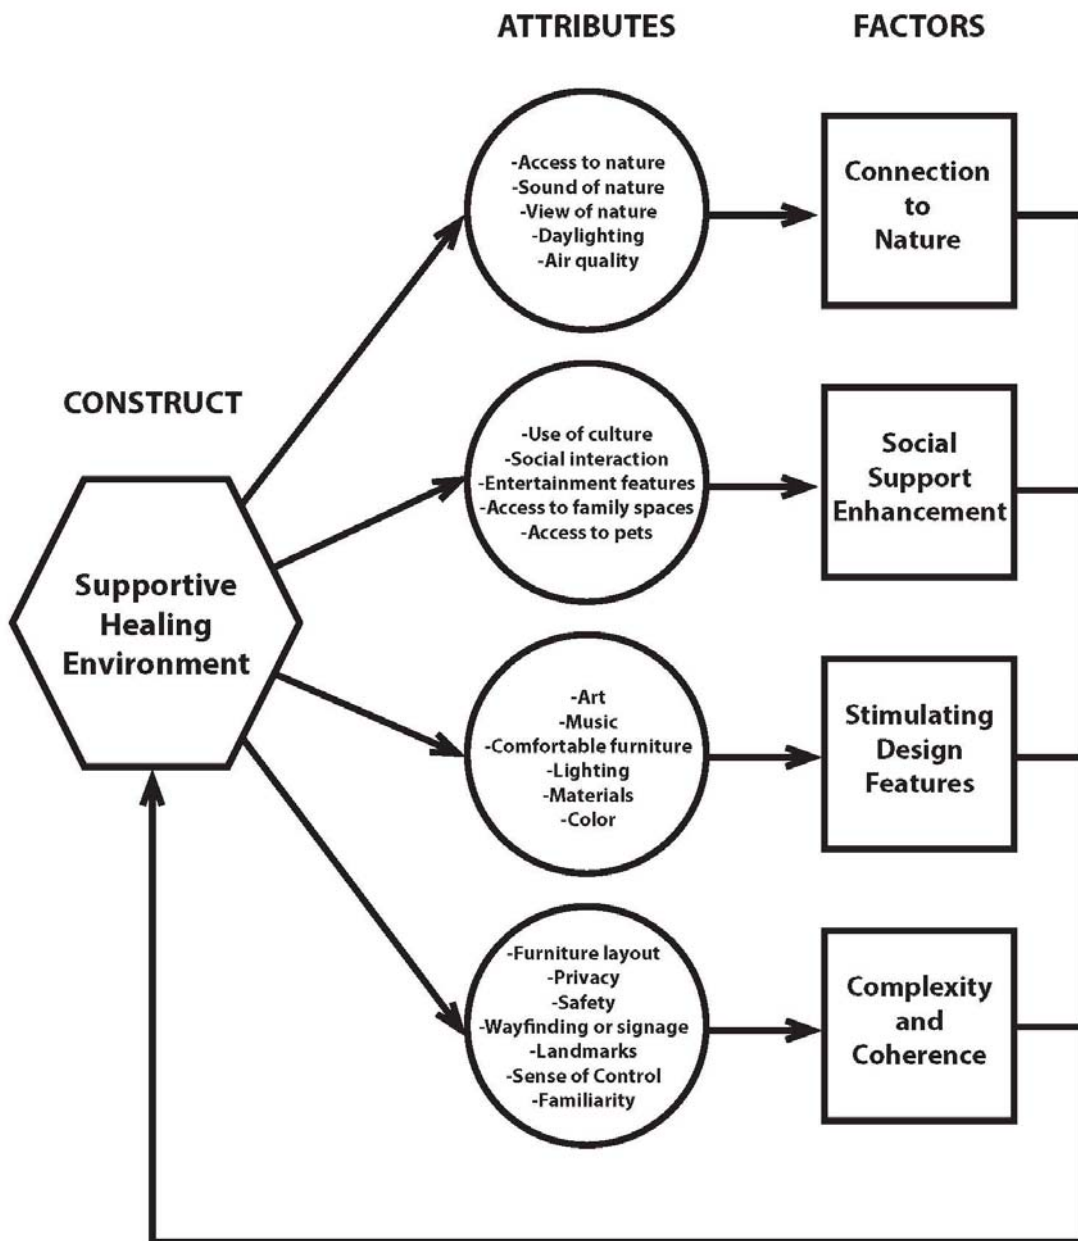 ATTRIBUTES
FACTORS
-Access to nature
-Sound of nature
-View of nature
-Daylighting
-Air quality
Connection
to
Nature
CONSTRUCT
Supportive
Healing
Environment
-Use of culture
-Social interaction
-Entertainment features
-Access to family spaces
-Access to pets
Social
Support
Enhancement
-Art
-Music
-Comfortable furniture
-Lighting
-Materials
-Color
Stimulating
Design
Features
-Furniture layout
-Privacy
-Safety
-Wayfinding or signage
-Landmarks
-Sense of Control
-Familiarity
Complexity
and
Coherence